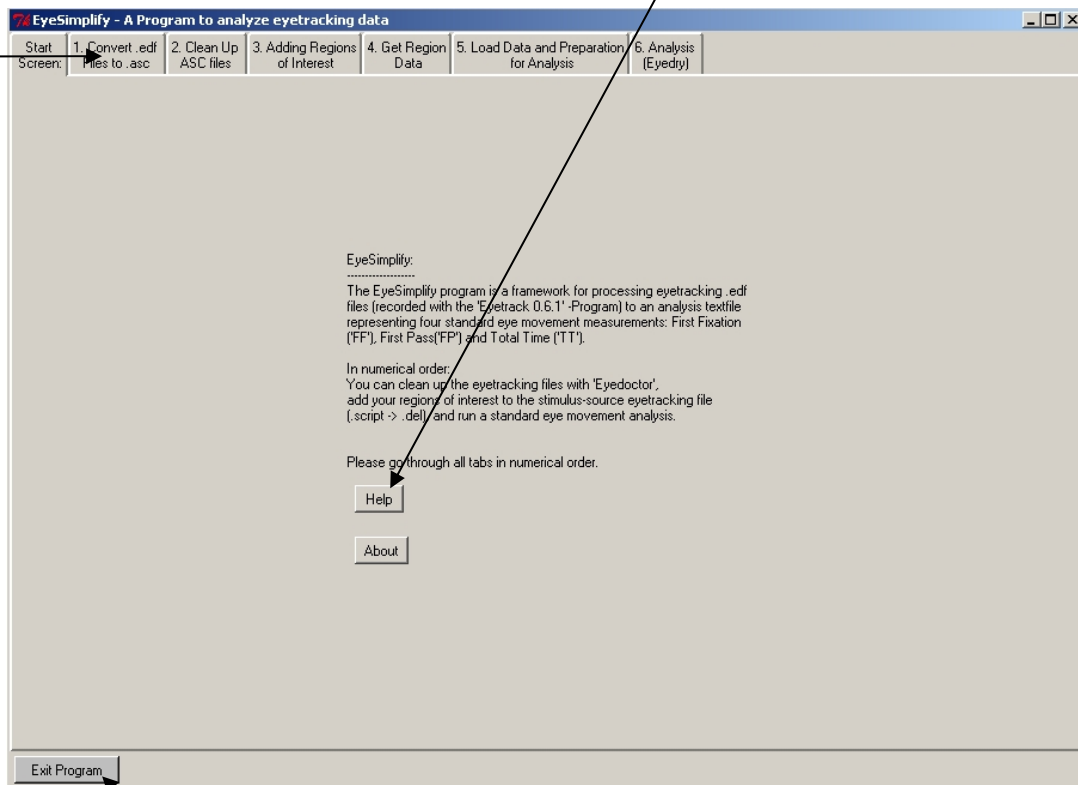 EyeSimplify - A Program to analyze eyetracking data
Start
Screen:
1. Convert .edf
Files to .asc
2. Clean Up
ASC files
3. Adding Regions
of Interest
4. Get Region
Data
5. Load Data and Preparation
for Analysis
6. Analysis
(Eyedry)
EyeSimplify:
-------------------
The EyeSimplify program is a framework for processing eyetracking .edf
files (recorded with the 'Eyetrack 0.6.1' -Program) to an analysis textfile
representing four standard eye movement measurements: First Fixation
('FF'), First Pass('FP') and Total Time ('TT').
In numerical order:
You can clean up the eyetracking files with 'Eyedoctor',
add your regions of interest to the stimulus-source eyetracking file
(.script -> .del), and run a standard eye movement analysis.
Please go through all tabs in numerical order.
Help
About
Exit Program